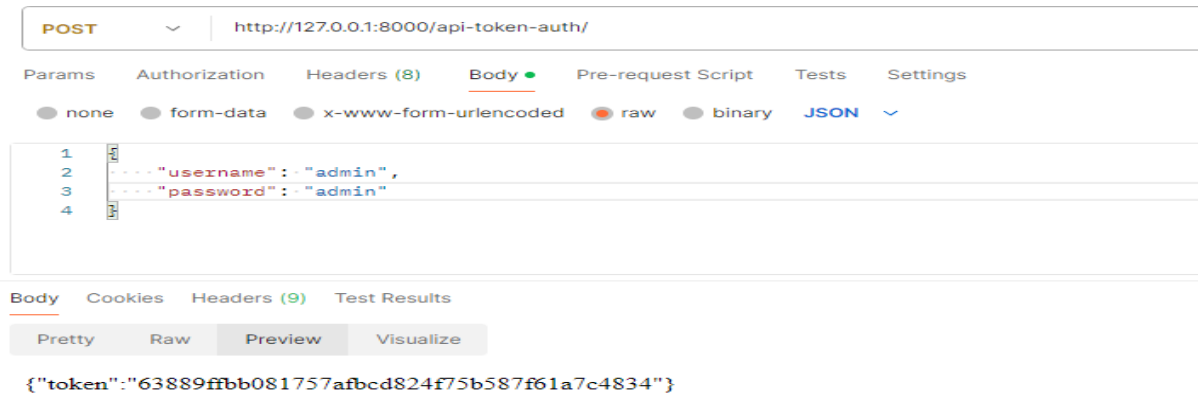 POST http://127.0.0.1:8000/api-token-auth/
Params Authorization Headers (8) Body Pre-request Script Tests Settings
none form-data x-www-form-urlencoded raw binary JSON
1 {
2 "username": "admin",
3 "password": "admin"
4 }
Body Cookies Headers (9) Test Results
Pretty Raw Preview Visualize
{"token":"63889ffbb081757afbcd824f75b587f61a7c4834"}